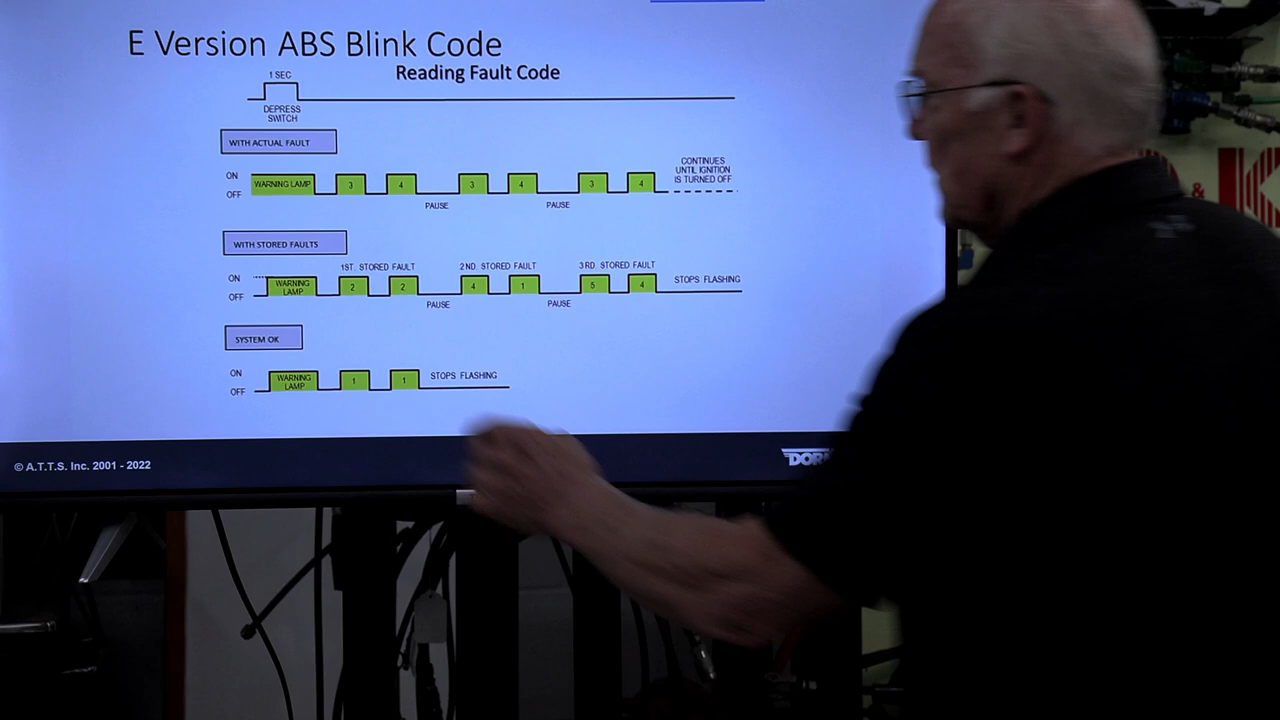 E Version ABS Blink Code
Reading Fault Code
1 SEC
DEPRESS
SWITCH
WITH ACTUAL FAULT
ON
OFF
WARNING LAMP 3 4 3 4 3 4
PAUSE PAUSE
CONTINUES
UNTIL IGNITION
IS TURNED OFF
WITH STORED FAULTS
1ST. STORED FAULT 2ND. STORED FAULT 3RD. STORED FAULT
ON
OFF
WARNING
LAMP
2 2 4 1 5 4
STOPS FLASHING
PAUSE PAUSE
SYSTEM OK
ON
OFF
WARNING
LAMP
1 1
STOPS FLASHING
© A.T.T.S. Inc. 2001 - 2022
&